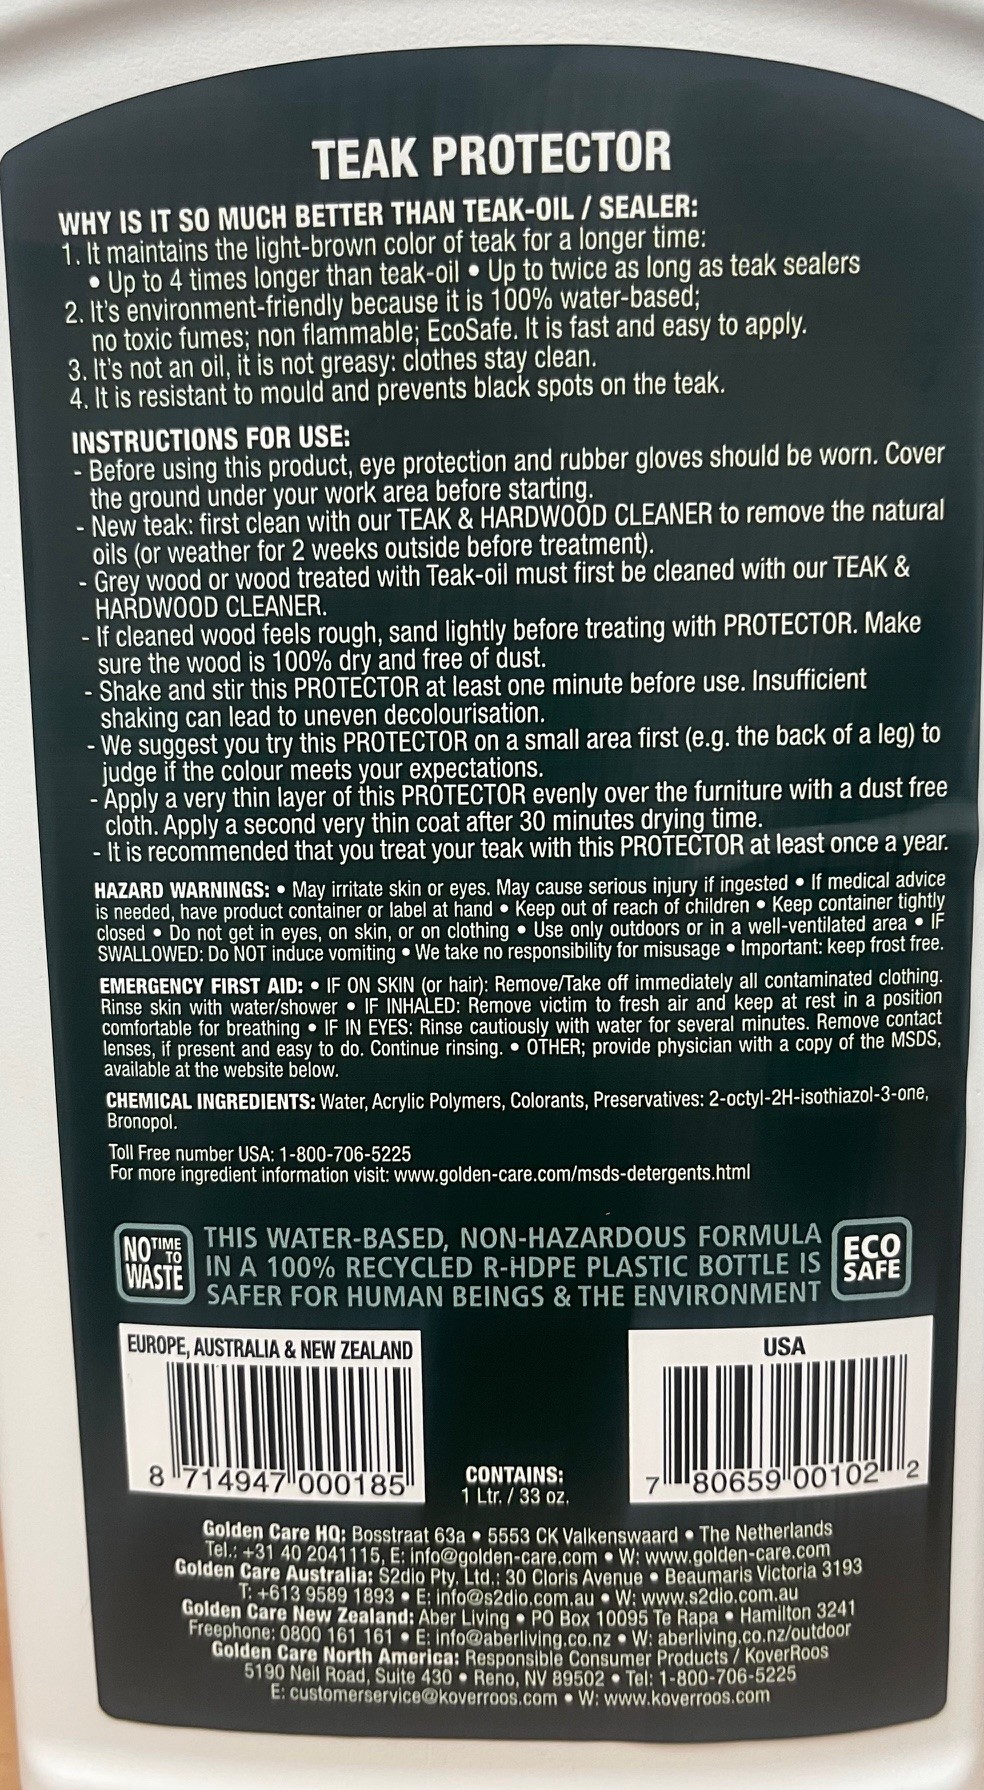 TEAK PROTECTOR
WHY IS IT SO MUCH BETTER THAN TEAK-OIL / SEALER:
1. It maintains the light-brown color of teak for a longer time:
• Up to 4 times longer than teak-oil • Up to twice as long as teak sealers
2. It's environment-friendly because it is 100% water-based;
no toxic fumes; non flammable; EcoSafe. It is fast and easy to apply.
3. It's not an oil, it is not greasy: clothes stay clean.
4. It is resistant to mould and prevents black spots on the teak.
INSTRUCTIONS FOR USE:
- Before using this product, eye protection and rubber gloves should be worn. Cover
the ground under your work area before starting.
- New teak: first clean with our TEAK & HARDWOOD CLEANER to remove the natural
oils (or weather for 2 weeks outside before treatment).
- Grey wood or wood treated with Teak-oil must first be cleaned with our TEAK &
HARDWOOD CLEANER.
- If cleaned wood feels rough, sand lightly before treating with PROTECTOR. Make
sure the wood is 100% dry and free of dust.
- Shake and stir this PROTECTOR at least one minute before use. Insufficient
shaking can lead to uneven decolourisation.
- We suggest you try this PROTECTOR on a small area first (e.g. the back of a leg) to
judge if the colour meets your expectations.
- Apply a very thin layer of this PROTECTOR evenly over the furniture with a dust free
cloth. Apply a second very thin coat after 30 minutes drying time.
- It is recommended that you treat your teak with this PROTECTOR at least once a year.
HAZARD WARNINGS: • May irritate skin or eyes. May cause serious injury if ingested • If medical advice
is needed, have product container or label at hand • Keep out of reach of children • Keep container tightly
closed • Do not get in eyes, on skin, or on clothing • Use only outdoors or in a well-ventilated area • IF
SWALLOWED: Do NOT induce vomiting • We take no responsibility for misusage • Important: keep frost free.
EMERGENCY FIRST AID: • IF ON SKIN (or hair): Remove/Take off immediately all contaminated clothing.
Rinse skin with water/shower • IF INHALED: Remove victim to fresh air and keep at rest in a position
comfortable for breathing • IF IN EYES: Rinse cautiously with water for several minutes. Remove contact
lenses, if present and easy to do. Continue rinsing. • OTHER; provide physician with a copy of the MSDS,
available at the website below.
CHEMICAL INGREDIENTS: Water, Acrylic Polymers, Colorants, Preservatives: 2-octyl-2H-isothiazol-3-one,
Bronopol.
Toll Free number USA: 1-800-706-5225
For more ingredient information visit: www.golden-care.com/msds-detergents.html
NO TIME TO WASTE
THIS WATER-BASED, NON-HAZARDOUS FORMULA
IN A 100% RECYCLED R-HDPE PLASTIC BOTTLE IS
SAFER FOR HUMAN BEINGS & THE ENVIRONMENT
ECO
SAFE
EUROPE, AUSTRALIA & NEW ZEALAND
8 714947 000185
CONTAINS:
1 Ltr. / 33 oz.
USA
7 80659 00102 2
Golden Care HQ: Bosstraat 63a • 5553 CK Valkenswaard • The Netherlands
Tel.: +31 40 2041115, E: info@golden-care.com • W: www.golden-care.com
Golden Care Australia: S2dio Pty. Ltd.: 30 Cloris Avenue • Beaumaris Victoria 3193
T: +613 9589 1893 • E: info@s2dio.com.au • W: www.s2dio.com.au
Golden Care New Zealand: Aber Living • PO Box 10095 Te Rapa • Hamilton 3241
Freephone: 0800 161 161 • E: info@aberliving.co.nz • W: aberliving.co.nz/outdoor
Golden Care North America: Responsible Consumer Products / KoverRoos
5190 Neil Road, Suite 430 • Reno, NV 89502 • Tel: 1-800-706-5225
E: customerservice@koverroos.com • W: www.koverroos.com